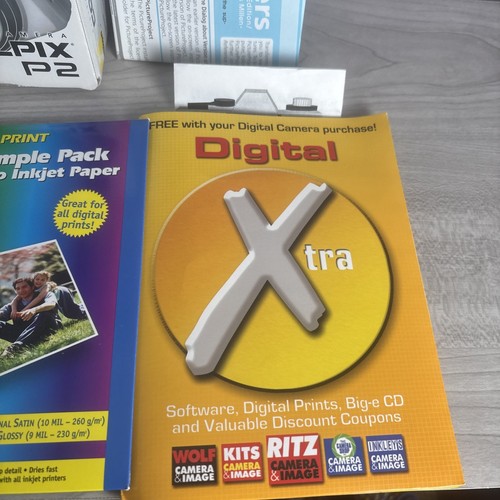 CAMERA
PIX
P2
FREE with your Digital Camera purchase!
Digital
Xtra
Software, Digital Prints, Big-e CD
and Valuable Discount Coupons
WOLF
CAMERA
&IMAGE
KITS
CAMERA
&IMAGE
RITZ
CAMERA
&IMAGE
CAMERA
&IMAGE
INKLEYS
CAMERA
&IMAGE
PRINT
mple Pack
o Inkjet Paper
Great for
all digital
prints!
NAL SATIN (10 MIL – 260 g/m²)
GLOSSY (9 MIL – 230 g/m²)
detail • Dries fast
with all inkjet printers